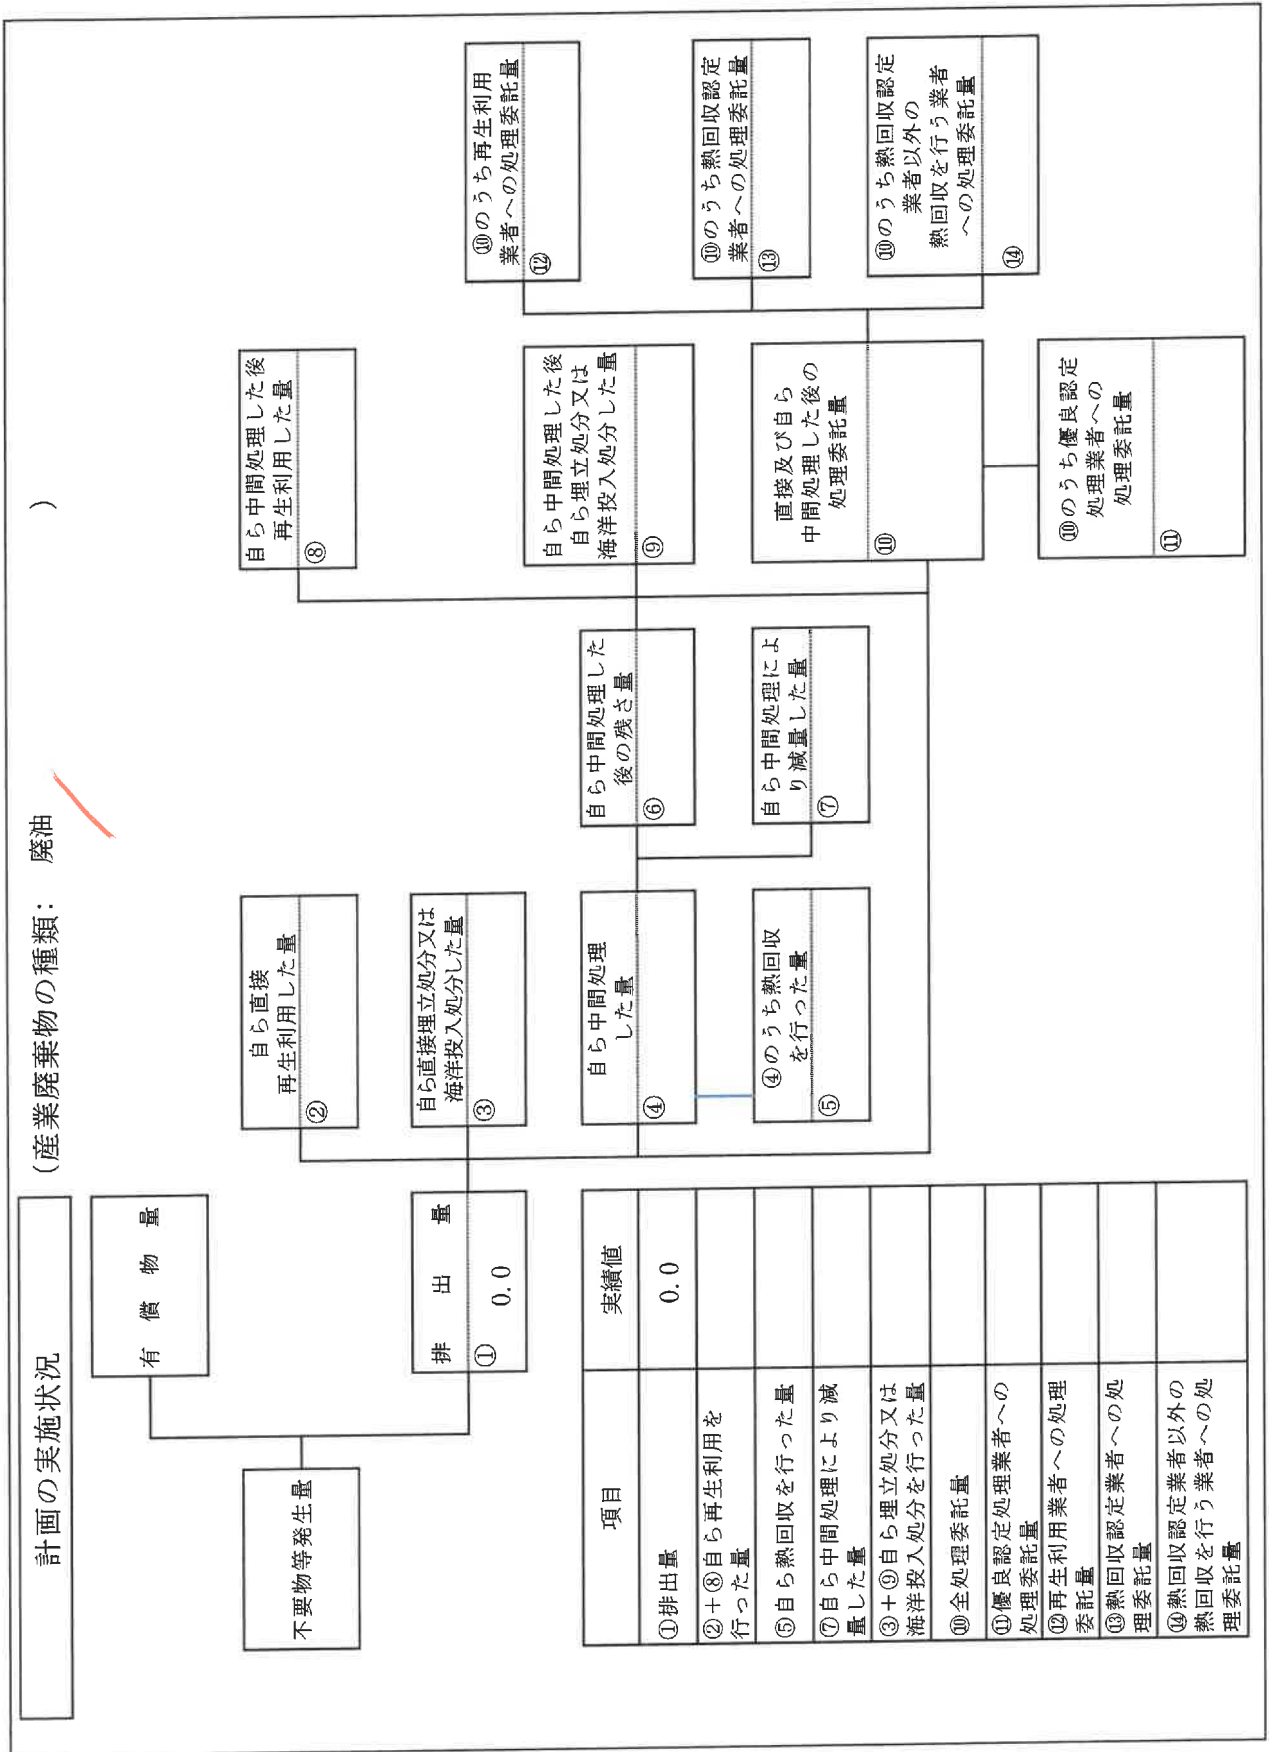 計画の実施状況
（産業廃棄物の種類： 廃油 ）
不要物等発生量
有償物量
排出量
①
0.0
自ら直接
再生利用した量
②
自ら直接埋立処分又は
海洋投入処分した量
③
自ら中間処理
した量
④
④のうち熱回収
を行った量
⑤
自ら中間処理した
後の残さ量
⑥
自ら中間処理によ
り減量した量
⑦
自ら中間処理した後
再生利用した量
⑧
自ら中間処理した後
自ら埋立処分又は
海洋投入処分した量
⑨
直接及び自ら
中間処理した後の
処理委託量
⑩
⑩のうち優良認定
処理業者への
処理委託量
⑪
⑩のうち再生利用
業者への処理委託量
⑫
⑩のうち熱回収認定
業者への処理委託量
⑬
⑩のうち熱回収認定
業者以外の
熱回収を行う業者
への処理委託量
⑭
項目 実績値
①排出量 0.0
②＋⑧自ら再生利用を
行った量
⑤自ら熱回収を行った量
⑦自ら中間処理により減
量した量
③＋⑨自ら埋立処分又は
海洋投入処分を行った量
⑩全処理委託量
⑪優良認定処理業者への
処理委託量
⑫再生利用業者への処理
委託量
⑬熱回収認定業者への処
理委託量
⑭熱回収認定業者以外の
熱回収を行う業者への処
理委託量